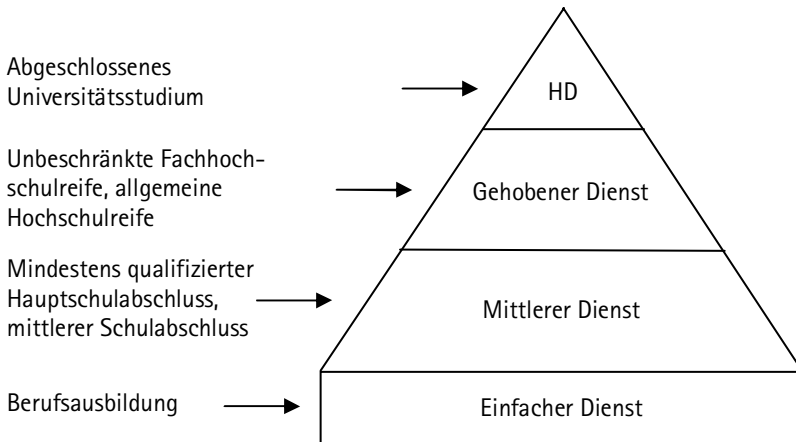 Abgeschlossenes
Universitätsstudium
HD
Unbeschränkte Fachhoch-
schulreife, allgemeine
Hochschulreife
Gehobener Dienst
Mindestens qualifizierter
Hauptschulabschluss,
mittlerer Schulabschluss
Mittlerer Dienst
Berufsausbildung
Einfacher Dienst